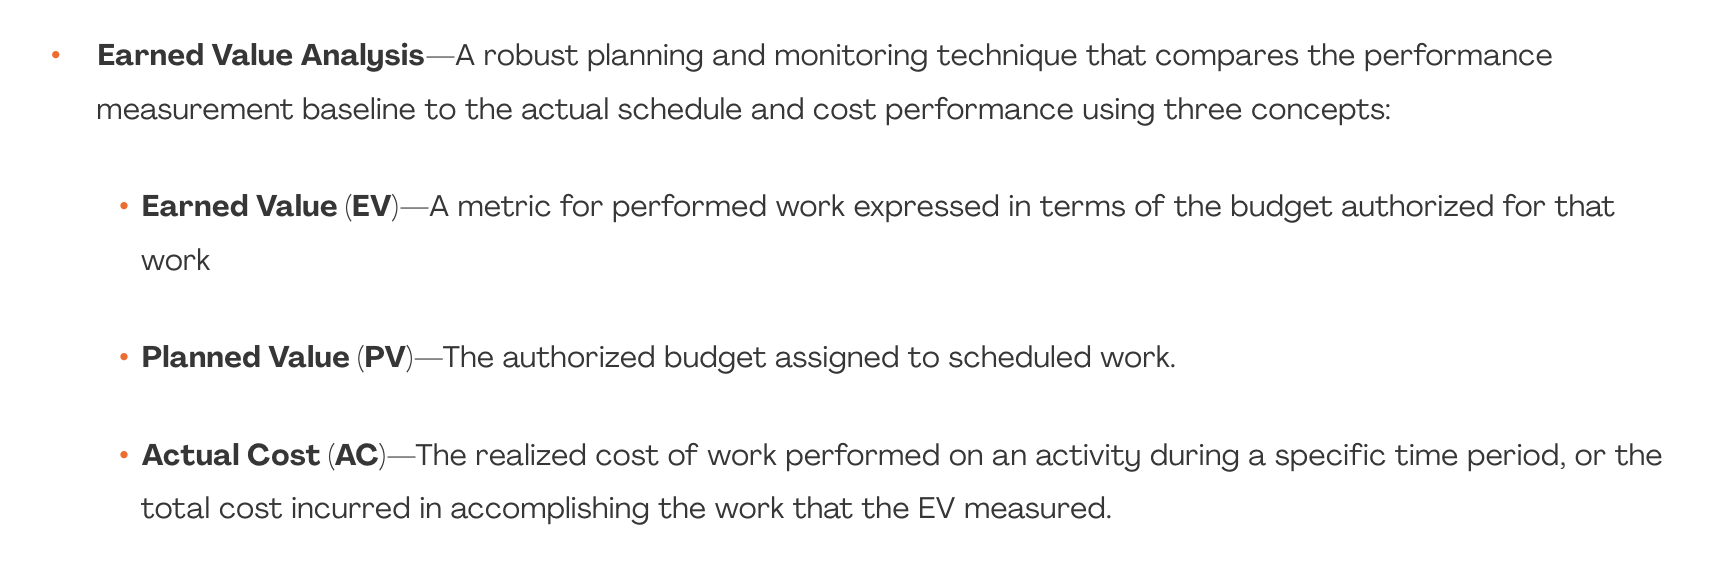 • Earned Value Analysis—A robust planning and monitoring technique that compares the performance
measurement baseline to the actual schedule and cost performance using three concepts:
• Earned Value (EV)—A metric for performed work expressed in terms of the budget authorized for that
work
• Planned Value (PV)—The authorized budget assigned to scheduled work.
• Actual Cost (AC)—The realized cost of work performed on an activity during a specific time period, or the
total cost incurred in accomplishing the work that the EV measured.